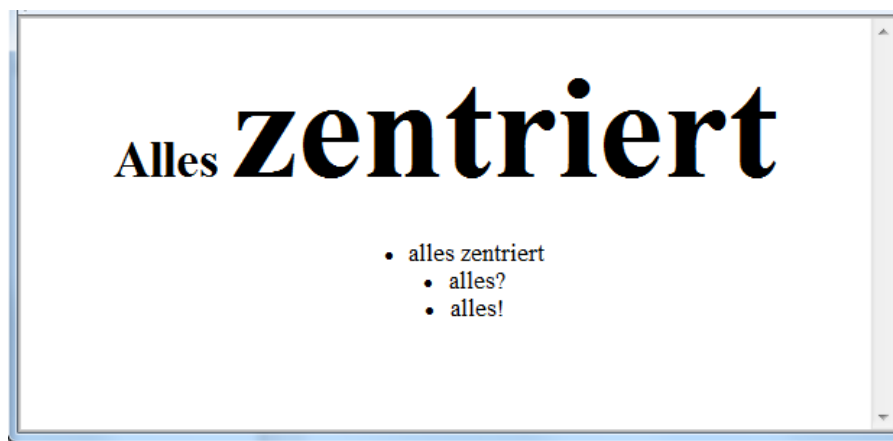 Alles zentriert
• alles zentriert
• alles?
• alles!